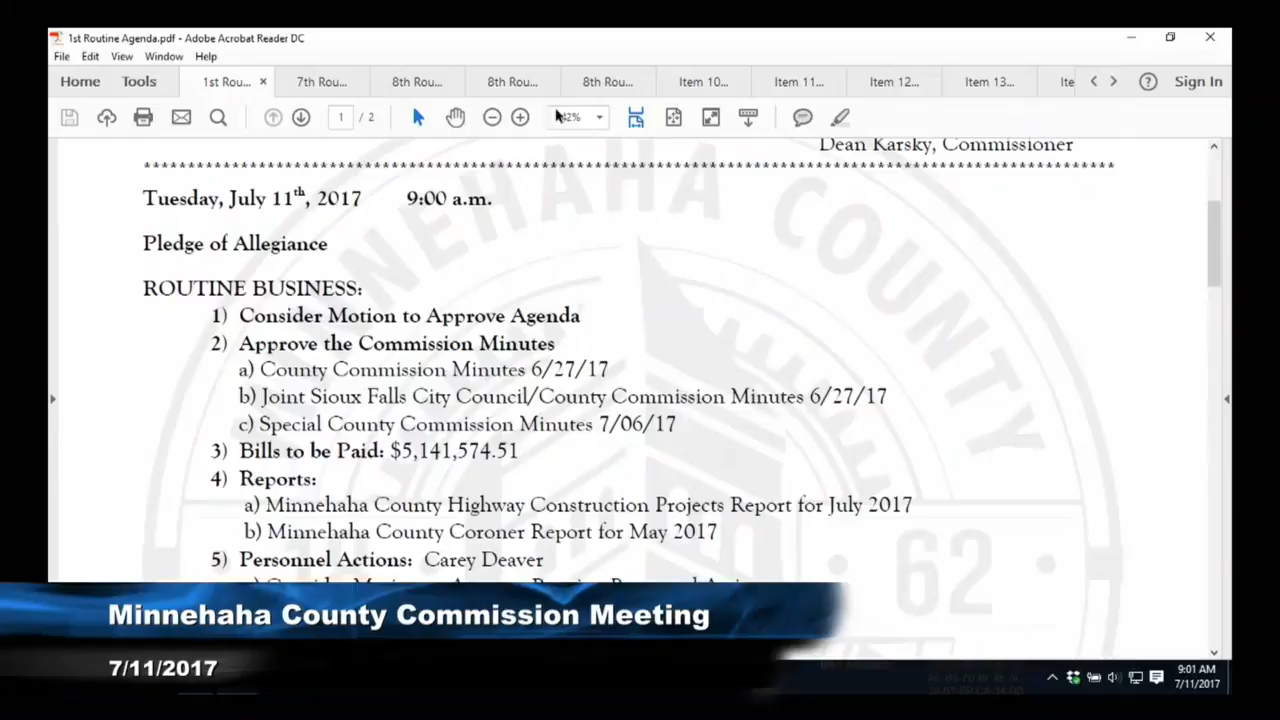 1st Routine Agenda.pdf - Adobe Acrobat Reader DC
File Edit View Window Help
Home Tools 1st Rou... × 7th Rou... 8th Rou... 8th Rou... 8th Rou... Item 10... Item 11... Item 12... Item 13... Ite Sign In
1 / 2
Dean Karsky, Commissioner
Tuesday, July 11th, 2017 9:00 a.m.
Pledge of Allegiance
ROUTINE BUSINESS:
1) Consider Motion to Approve Agenda
2) Approve the Commission Minutes
a) County Commission Minutes 6/27/17
b) Joint Sioux Falls City Council/County Commission Minutes 6/27/17
c) Special County Commission Minutes 7/06/17
3) Bills to be Paid: $5,141,574.51
4) Reports:
a) Minnehaha County Highway Construction Projects Report for July 2017
b) Minnehaha County Coroner Report for May 2017
5) Personnel Actions: Carey Deaver
MINNEHAHA COUNTY
62
Minnehaha County Commission Meeting
7/11/2017
9:01 AM
7/11/2017